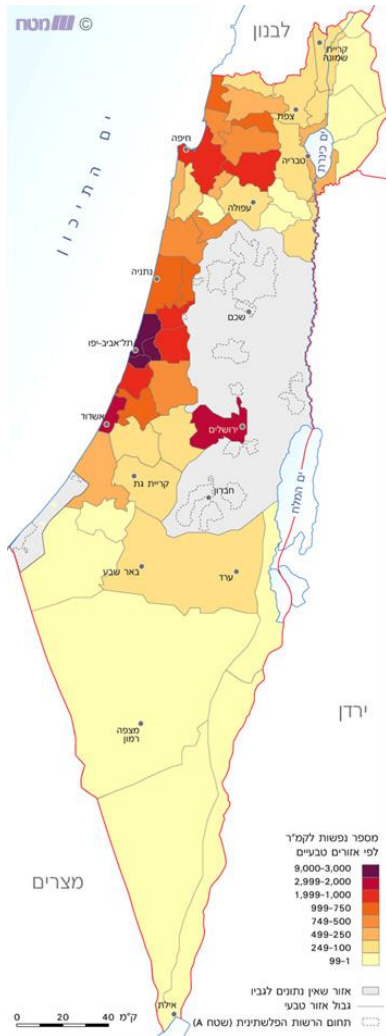 © מטח
לבנון
קריית
שמונה
צפת
ים כינרת
חיפה
טבריה
ים התיכון
עפולה
נתניה
שכם
תל־אביב-יפו
ירושלים
אשדוד
ים המלח
קריית גת
חברון
באר שבע
ערד
ירדן
מצפה
רמון
מצרים
מספר נפשות לקמ"ר
לפי אזורים טבעיים
9,000-3,000
2,999-2,000
1,999-1,000
999-750
749-500
499-250
249-100
99-1
אזור שאין נתונים לגביו
גבול אזור טבעי
תחום הרשות הפלשתינית (שטח A)
אילת
ק"מ
40 20 0